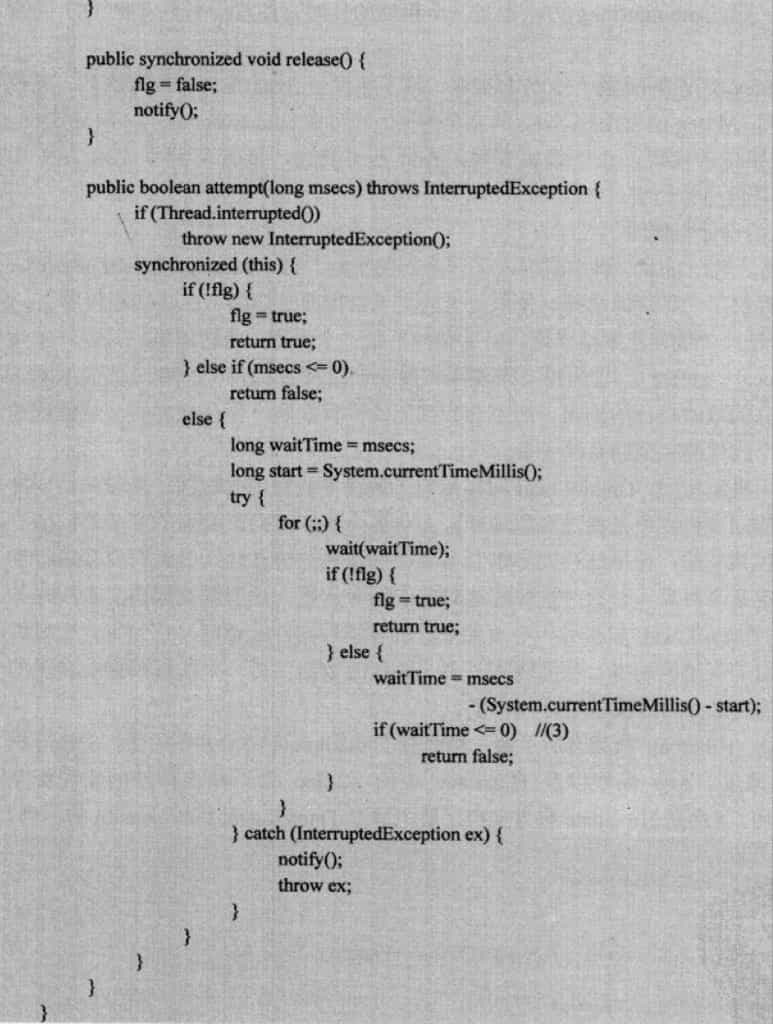 }
public synchronized void release() {
flg = false;
notify();
}
public boolean attempt(long msecs) throws InterruptedException {
if (Thread.interrupted())
throw new InterruptedException();
synchronized (this) {
if (!flg) {
flg = true;
return true;
} else if (msecs <= 0)
return false;
else {
long waitTime = msecs;
long start = System.currentTimeMillis();
try {
for (;;) {
wait(waitTime);
if (!flg) {
flg = true;
return true;
} else {
waitTime = msecs
- (System.currentTimeMillis() - start);
if (waitTime <= 0) //(3)
return false;
}
}
} catch (InterruptedException ex) {
notify();
throw ex;
}
}
}
}
}